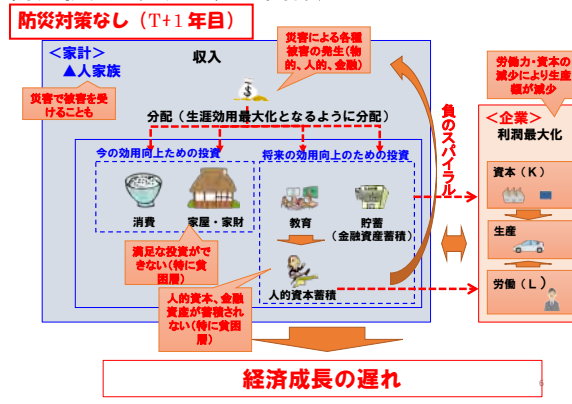 防災対策なし（T+1年目）
＜家計＞
▲人家族
収入
災害による各種
被害の発生（物
的、人的、金融）
災害で被害を受
けることも
労働力・資本の
減少により生産
額が減少
分配（生涯効用最大化となるように分配）
今の効用向上ための投資
将来の効用向上のための投資
消費
家屋・家財
教育
貯蓄
（金融資産蓄積）
人的資本蓄積
満足な投資がで
きない（特に貧
困層）
人的資本、金融
資産が蓄積され
ない（特に貧困
層）
負のスパイラル
＜企業＞
利潤最大化
資本（K）
生産
労働（L）
経済成長の遅れ
6